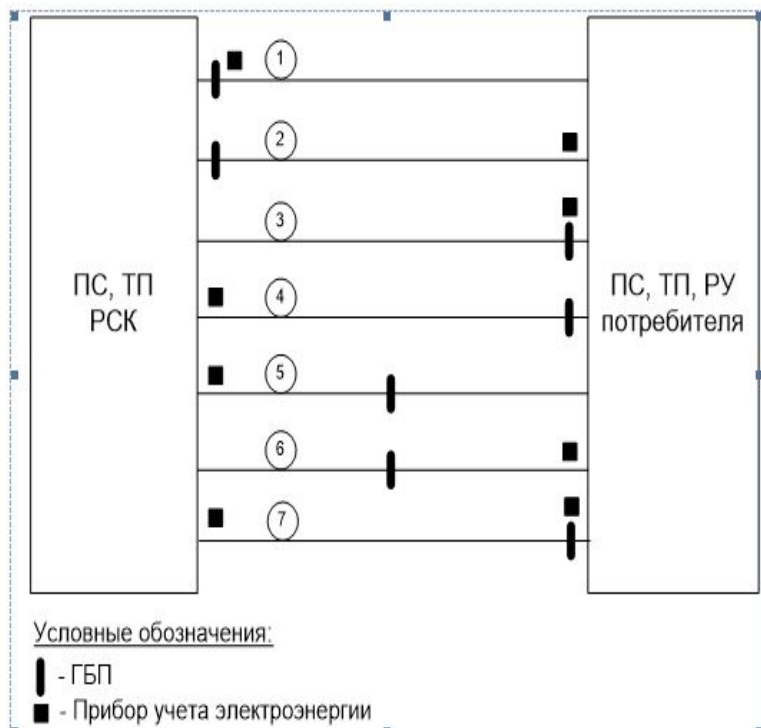 1
2
3
4
5
6
7
ПС, ТП
РСК
ПС, ТП, РУ
потребителя
Условные обозначения:
- ГБП
- Прибор учета электроэнергии